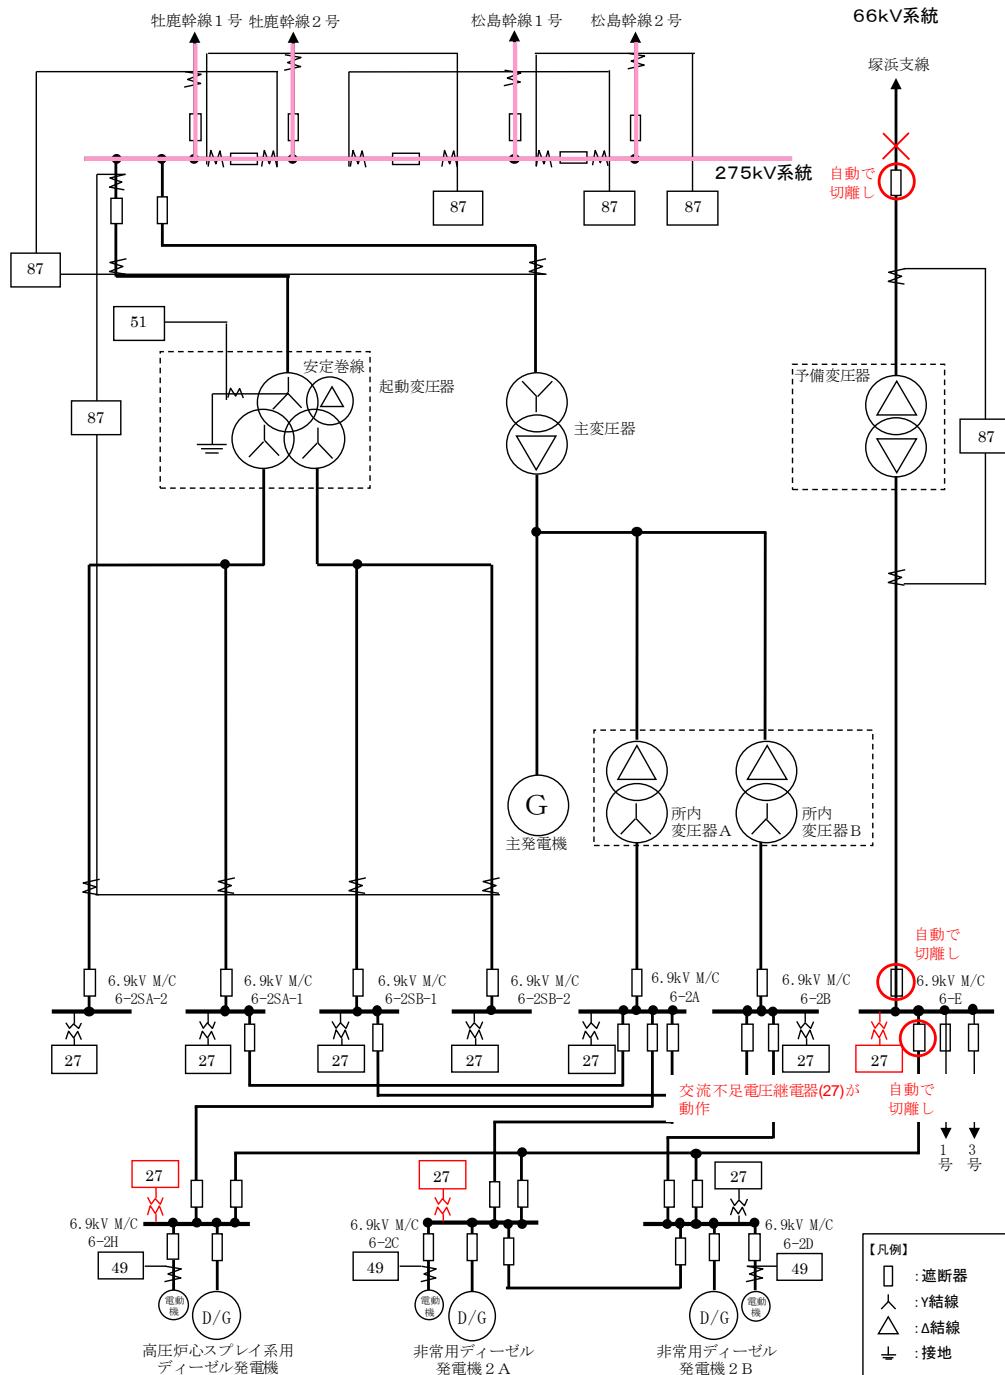 66kV系統
牡鹿幹線1号
牡鹿幹線2号
松島幹線1号
松島幹線2号
塚浜支線
275kV系統
自動で
切離し
87
87
87
87
51
安定巻線
起動変圧器
87
主変圧器
予備変圧器
87
G
主発電機
所内
変圧器A
所内
変圧器B
自動で
切離し
6.9kV M/C
6-2SA-2
6.9kV M/C
6-2SA-1
6.9kV M/C
6-2SB-1
6.9kV M/C
6-2SB-2
6.9kV M/C
6-2A
6.9kV M/C
6-2B
6.9kV M/C
6-E
27
27
27
27
27
27
27
交流不足電圧継電器(27)が
動作
自動で
切離し
1号
3号
27
27
27
6.9kV M/C
6-2H
6.9kV M/C
6-2C
6.9kV M/C
6-2D
49
49
49
電動機
D/G
電動機
D/G
D/G
電動機
高圧炉心スプレイ系用
ディーゼル発電機
非常用ディーゼル
発電機2A
非常用ディーゼル
発電機2B
【凡例】
:遮断器
:Y結線
:Δ結線
:接地